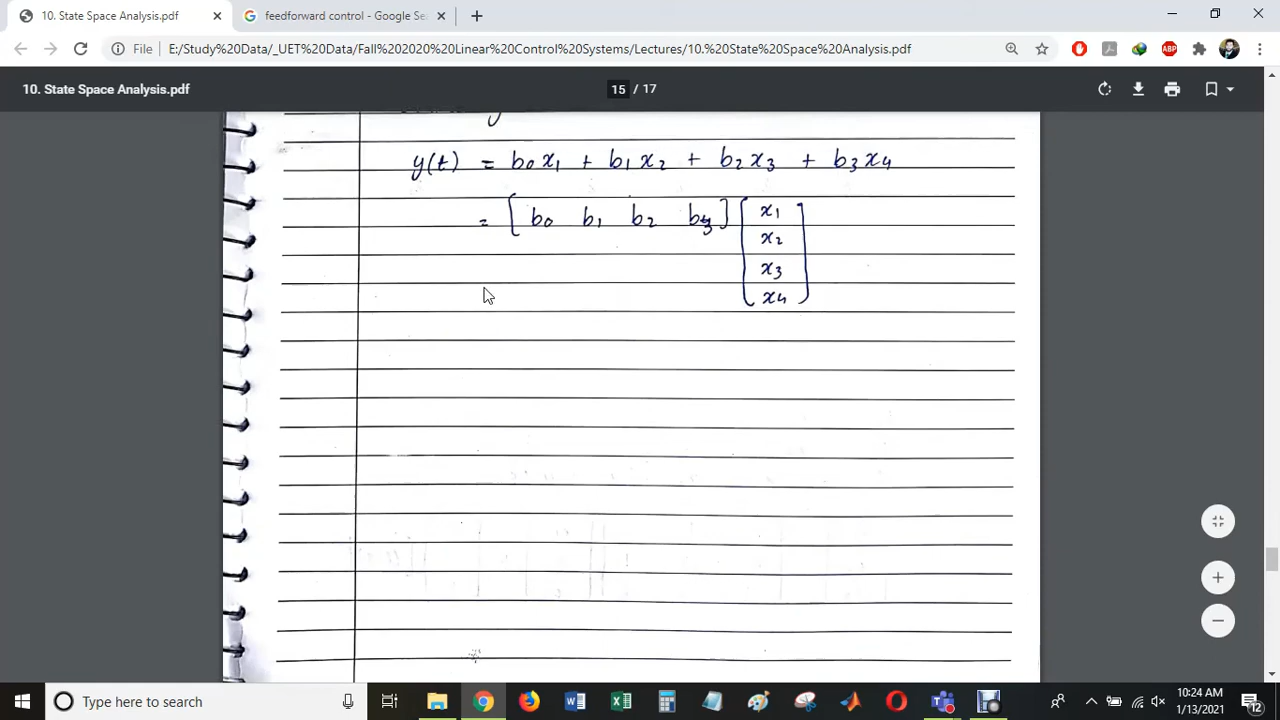 10. State Space Analysis.pdf
feedforward control - Google Se
File
E:/Study%20Data/_UET%20Data/Fall%202020%20Linear%20Control%20Systems/Lectures/10.%20State%20Space%20Analysis.pdf
10. State Space Analysis.pdf
15 / 17
y(t) = b0x1 + b1x2 + b2x3 + b3x4
= [ b0 b1 b2 b3 ] [ x1
x2
x3
x4 ]
Type here to search
10:24 AM
1/13/2021
12